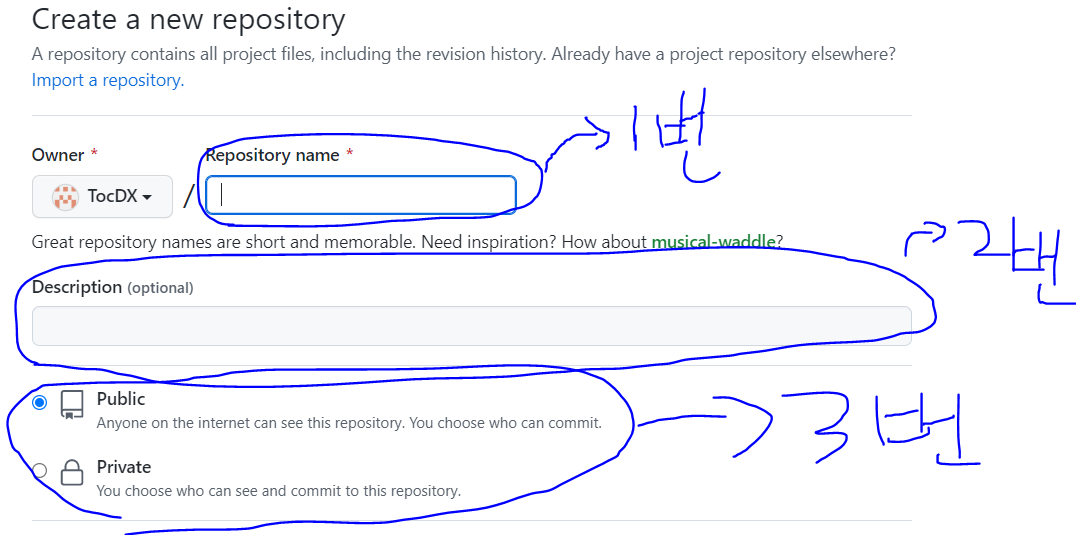 Create a new repository
A repository contains all project files, including the revision history. Already have a project repository elsewhere?
Import a repository.
Owner * Repository name *
TocDX /
1번
Great repository names are short and memorable. Need inspiration? How about musical-waddle?
2번
Description (optional)
Public
Anyone on the internet can see this repository. You choose who can commit.
3번
Private
You choose who can see and commit to this repository.